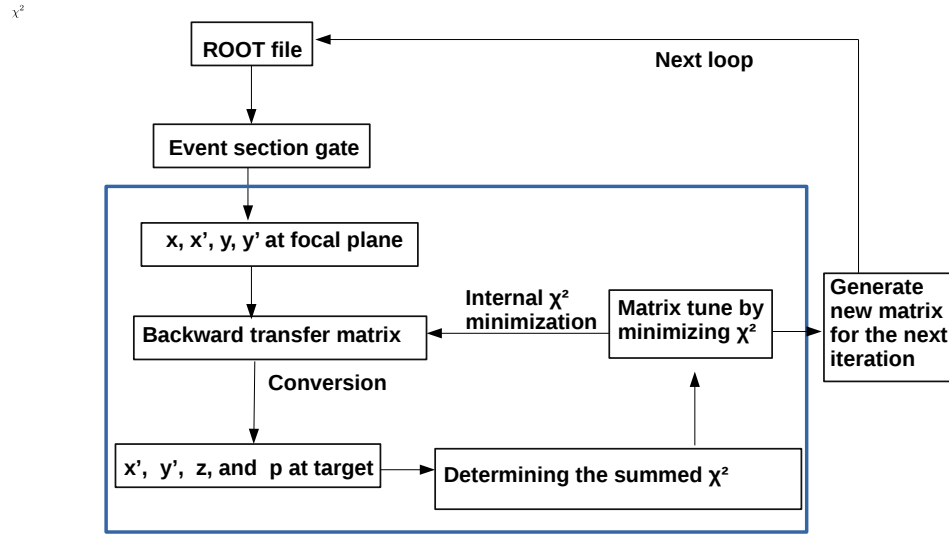 χ²
ROOT file
Next loop
Event section gate
x, x’, y, y’ at focal plane
Internal χ²
minimization
Matrix tune by
minimizing χ²
Generate
new matrix
for the next
iteration
Backward transfer matrix
Conversion
x’, y’, z, and p at target
Determining the summed χ²